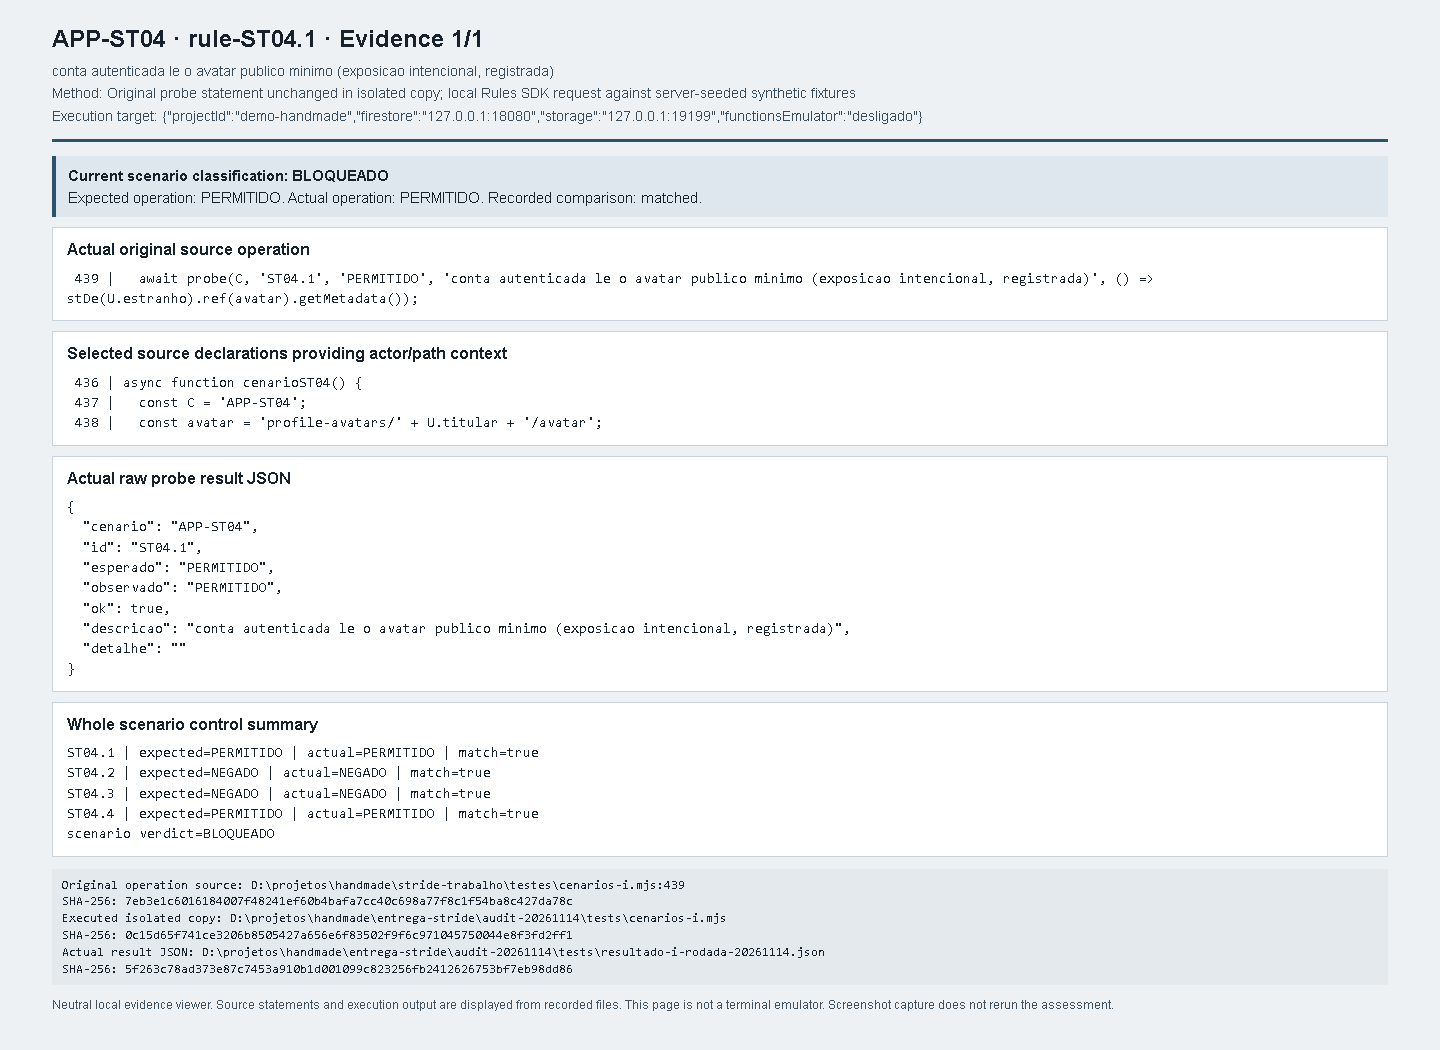 APP-ST04 · rule-ST04.1 · Evidence 1/1
conta autenticada le o avatar publico minimo (exposicao intencional, registrada)
Method: Original probe statement unchanged in isolated copy; local Rules SDK request against server-seeded synthetic fixtures
Execution target: {"projectId":"demo-handmade","firestore":"127.0.0.1:18080","storage":"127.0.0.1:19199","functionsEmulator":"desligado"}
Current scenario classification: BLOQUEADO
Expected operation: PERMITIDO. Actual operation: PERMITIDO. Recorded comparison: matched.
Actual original source operation
439 |   await probe(C, 'ST04.1', 'PERMITIDO', 'conta autenticada le o avatar publico minimo (exposicao intencional, registrada)', () =>
stDe(U.estranho).ref(avatar).getMetadata());
Selected source declarations providing actor/path context
436 | async function cenarioST04() {
437 |   const C = 'APP-ST04';
438 |   const avatar = 'profile-avatars/' + U.titular + '/avatar';
Actual raw probe result JSON
{
  "cenario": "APP-ST04",
  "id": "ST04.1",
  "esperado": "PERMITIDO",
  "observado": "PERMITIDO",
  "ok": true,
  "descricao": "conta autenticada le o avatar publico minimo (exposicao intencional, registrada)",
  "detalhe": ""
}
Whole scenario control summary
ST04.1 | expected=PERMITIDO | actual=PERMITIDO | match=true
ST04.2 | expected=NEGADO | actual=NEGADO | match=true
ST04.3 | expected=NEGADO | actual=NEGADO | match=true
ST04.4 | expected=PERMITIDO | actual=PERMITIDO | match=true
scenario verdict=BLOQUEADO
Original operation source: D:\projetos\handmade\stride-trabalho\testes\cenarios-i.mjs:439
SHA-256: 7eb3e1c6016184007f48241ef60b4bafa7cc40c698a77f8c1f54ba8c427da78c
Executed isolated copy: D:\projetos\handmade\entrega-stride\audit-20261114\tests\cenarios-i.mjs
SHA-256: 0c15d65f741ce3206b8505427a656e6f83502f9f6c971045750044e8f3fd2ff1
Actual result JSON: D:\projetos\handmade\entrega-stride\audit-20261114\tests\resultado-i-rodada-20261114.json
SHA-256: 5f263c78ad373e87c7453a910b1d001099c823256fb2412626753bf7eb98dd86
Neutral local evidence viewer. Source statements and execution output are displayed from recorded files. This page is not a terminal emulator. Screenshot capture does not rerun the assessment.